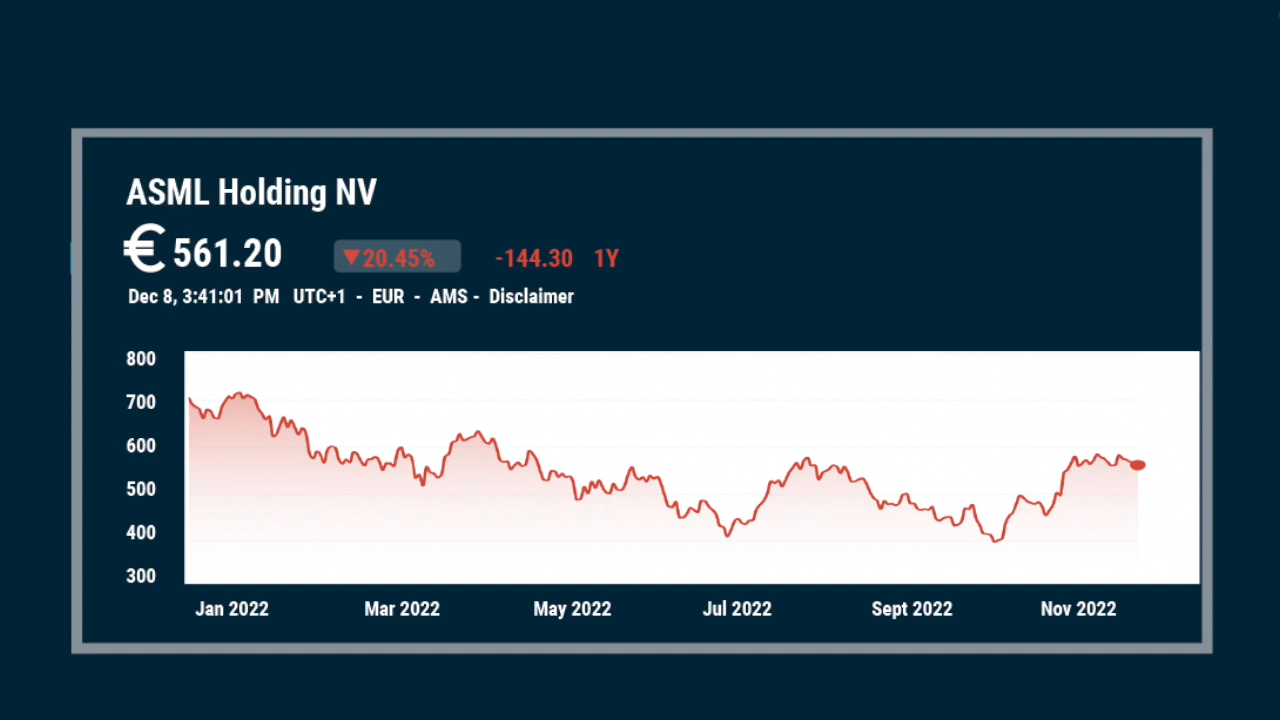 ASML Holding NV
€ 561.20 ▼20.45% -144.30 1Y
Dec 8, 3:41:01 PM UTC+1 - EUR - AMS - Disclaimer
800
700
600
500
400
300
Jan 2022 Mar 2022 May 2022 Jul 2022 Sept 2022 Nov 2022